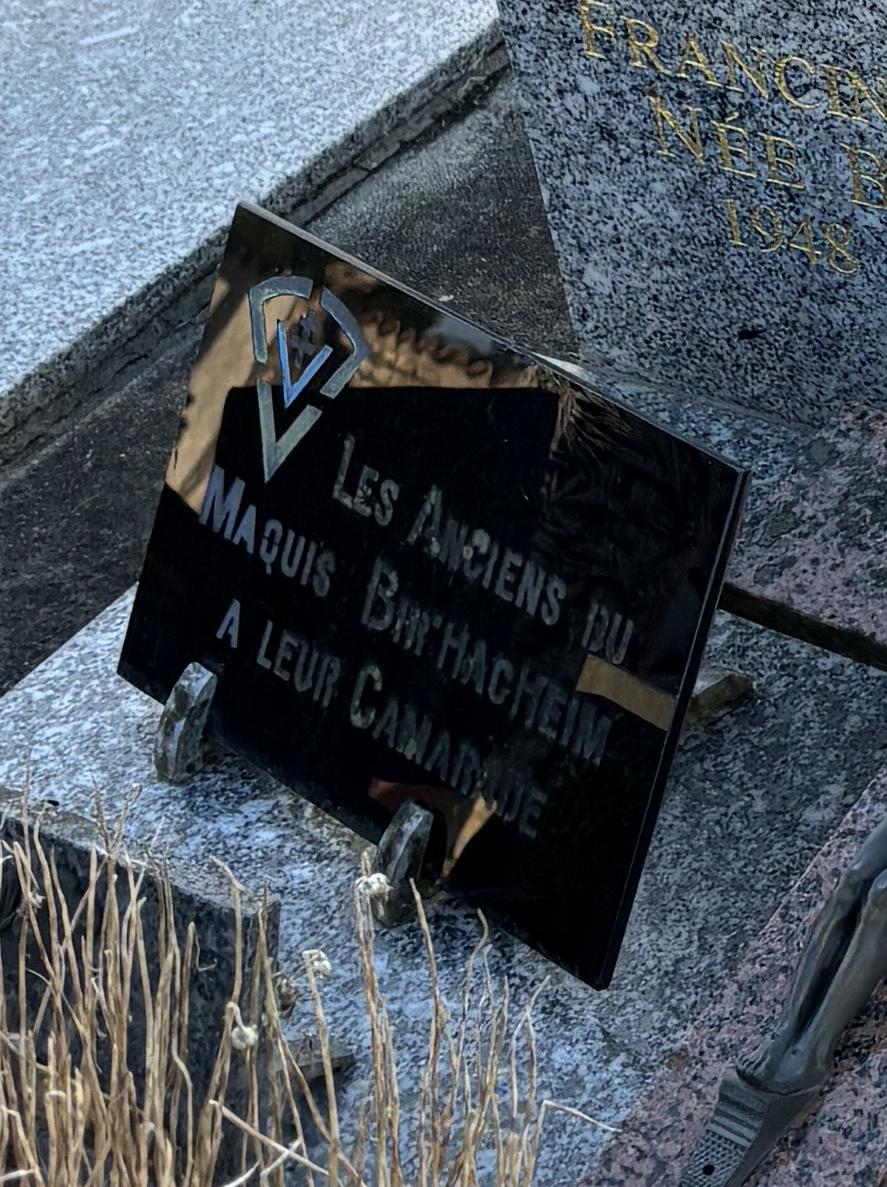 FRANCIN
NÉE B
1948
LES ANCIENS DU
MAQUIS BIR'HACHEIM
A LEUR CAMARADE